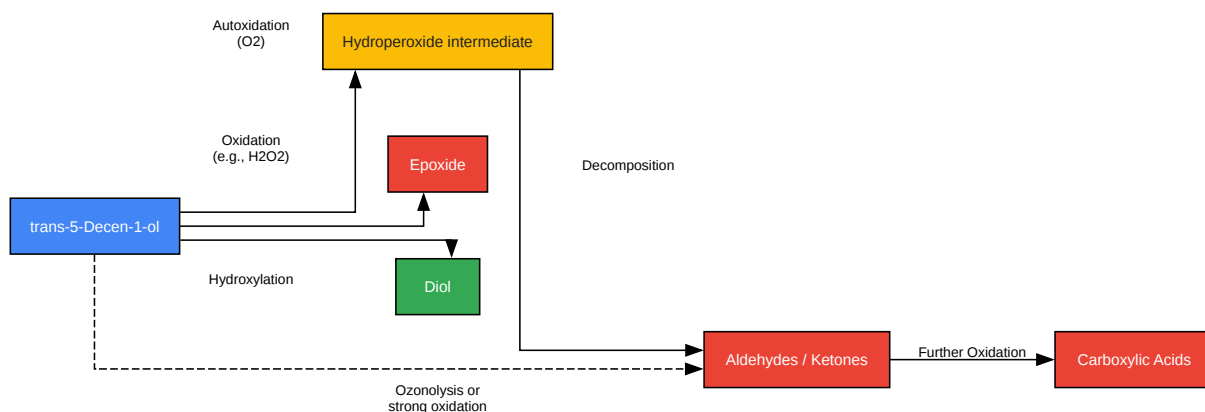 Autoxidation
(O2)
Hydroperoxide intermediate
Oxidation
(e.g., H2O2)
Epoxide
Decomposition
trans-5-Decen-1-ol
Hydroxylation
Diol
Aldehydes / Ketones
Further Oxidation
Carboxylic Acids
Ozonolysis or
strong oxidation